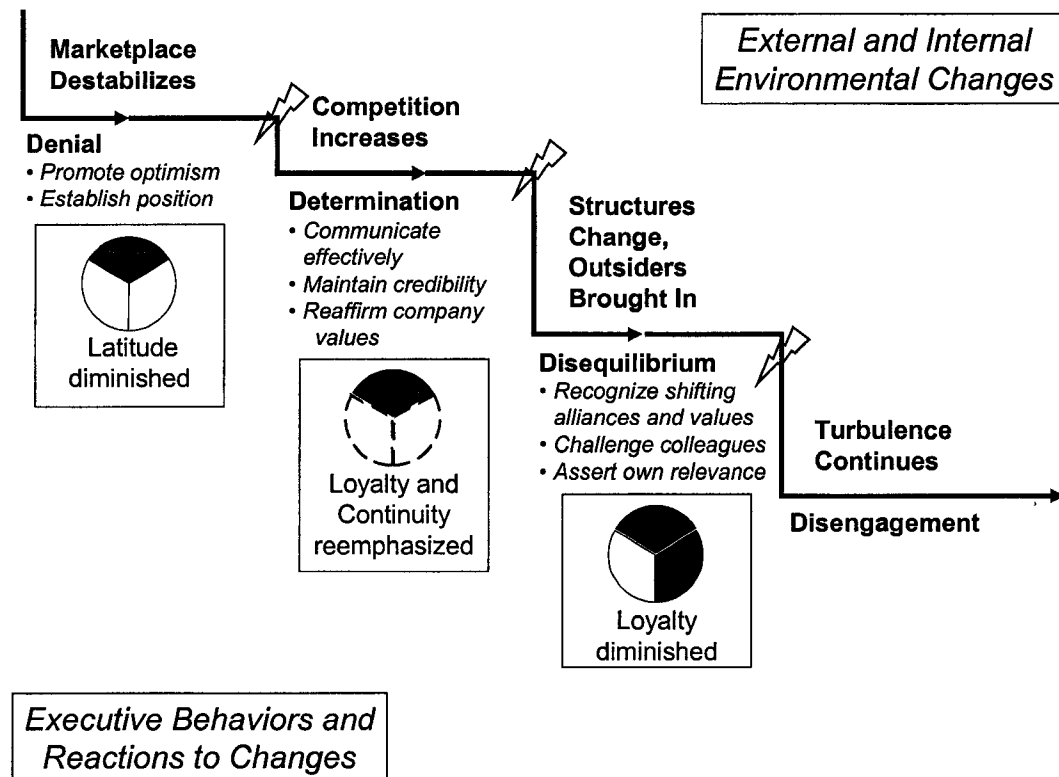 Marketplace
Destabilizes
External and Internal
Environmental Changes
Denial
• Promote optimism
• Establish position
Latitude
diminished
Competition
Increases
Determination
• Communicate
effectively
• Maintain credibility
• Reaffirm company
values
Loyalty and
Continuity
reemphasized
Structures
Change,
Outsiders
Brought In
Disequilibrium
• Recognize shifting
alliances and values
• Challenge colleagues
• Assert own relevance
Loyalty
diminished
Turbulence
Continues
Disengagement
Executive Behaviors and
Reactions to Changes